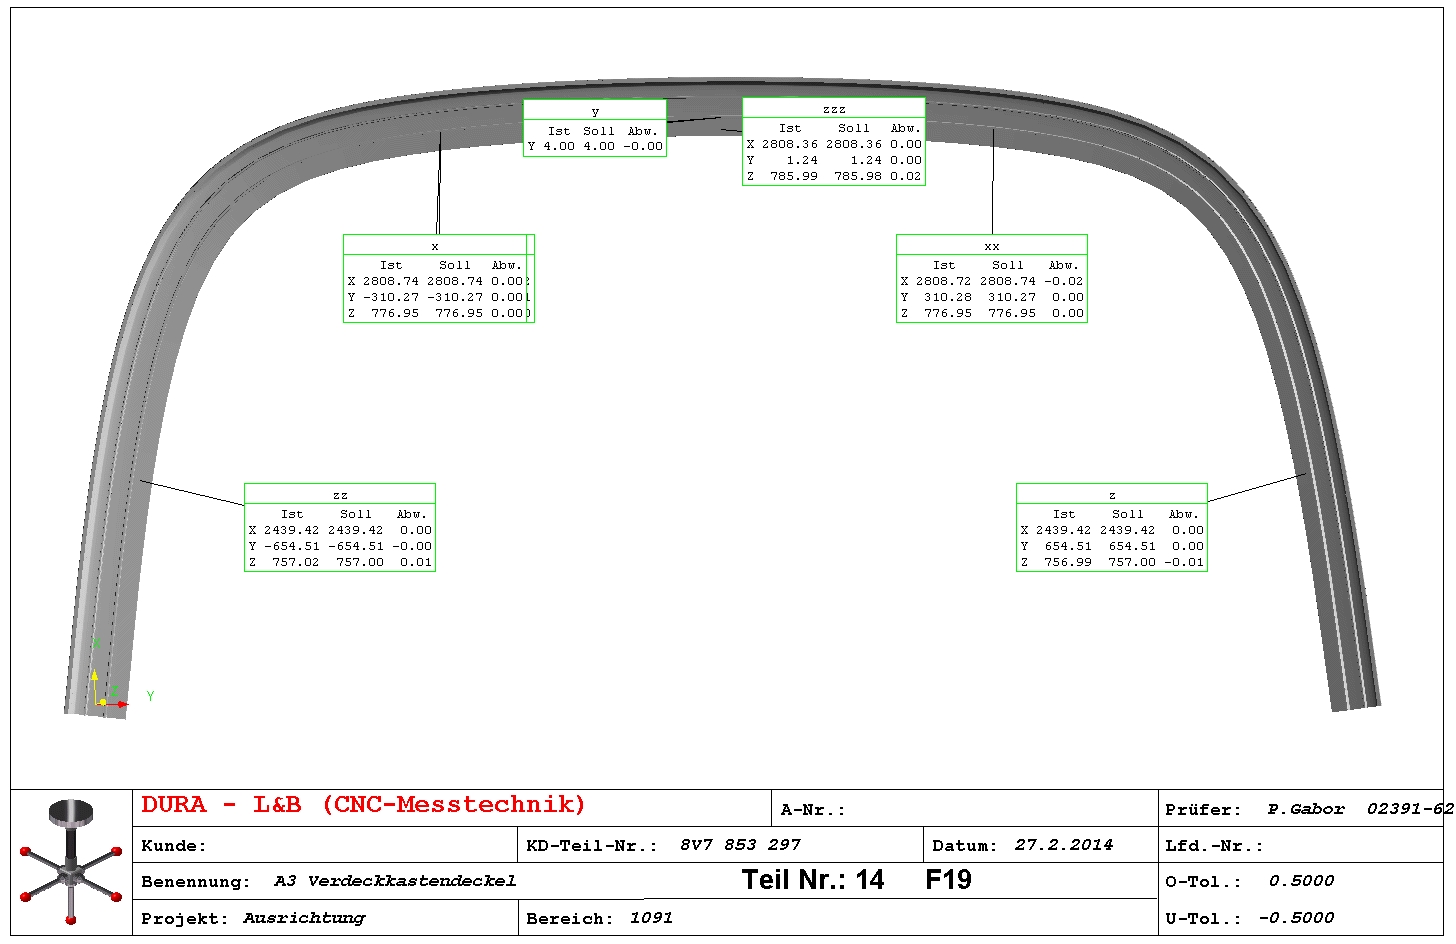 y
Ist Soll Abw.
Y 4.00 4.00 -0.00
zzz
Ist Soll Abw.
X 2808.36 2808.36 0.00
Y 1.24 1.24 0.00
Z 785.99 785.98 0.02
x
Ist Soll Abw.
X 2808.74 2808.74 0.00
Y -310.27 -310.27 0.00
Z 776.95 776.95 0.00
xx
Ist Soll Abw.
X 2808.72 2808.74 -0.02
Y 310.28 310.27 0.00
Z 776.95 776.95 0.00
zz
Ist Soll Abw.
X 2439.42 2439.42 0.00
Y -654.51 -654.51 -0.00
Z 757.02 757.00 0.01
z
Ist Soll Abw.
X 2439.42 2439.42 0.00
Y 654.51 654.51 0.00
Z 756.99 757.00 -0.01
Z Y
DURA - L&B (CNC-Messtechnik)
A-Nr.:
Prüfer: P.Gabor 02391-62
Kunde:
KD-Teil-Nr.: 8V7 853 297
Datum: 27.2.2014
Lfd.-Nr.:
Benennung: A3 Verdeckkastendeckel
Teil Nr.: 14 F19
O-Tol.: 0.5000
Projekt: Ausrichtung
Bereich: 1091
U-Tol.: -0.5000